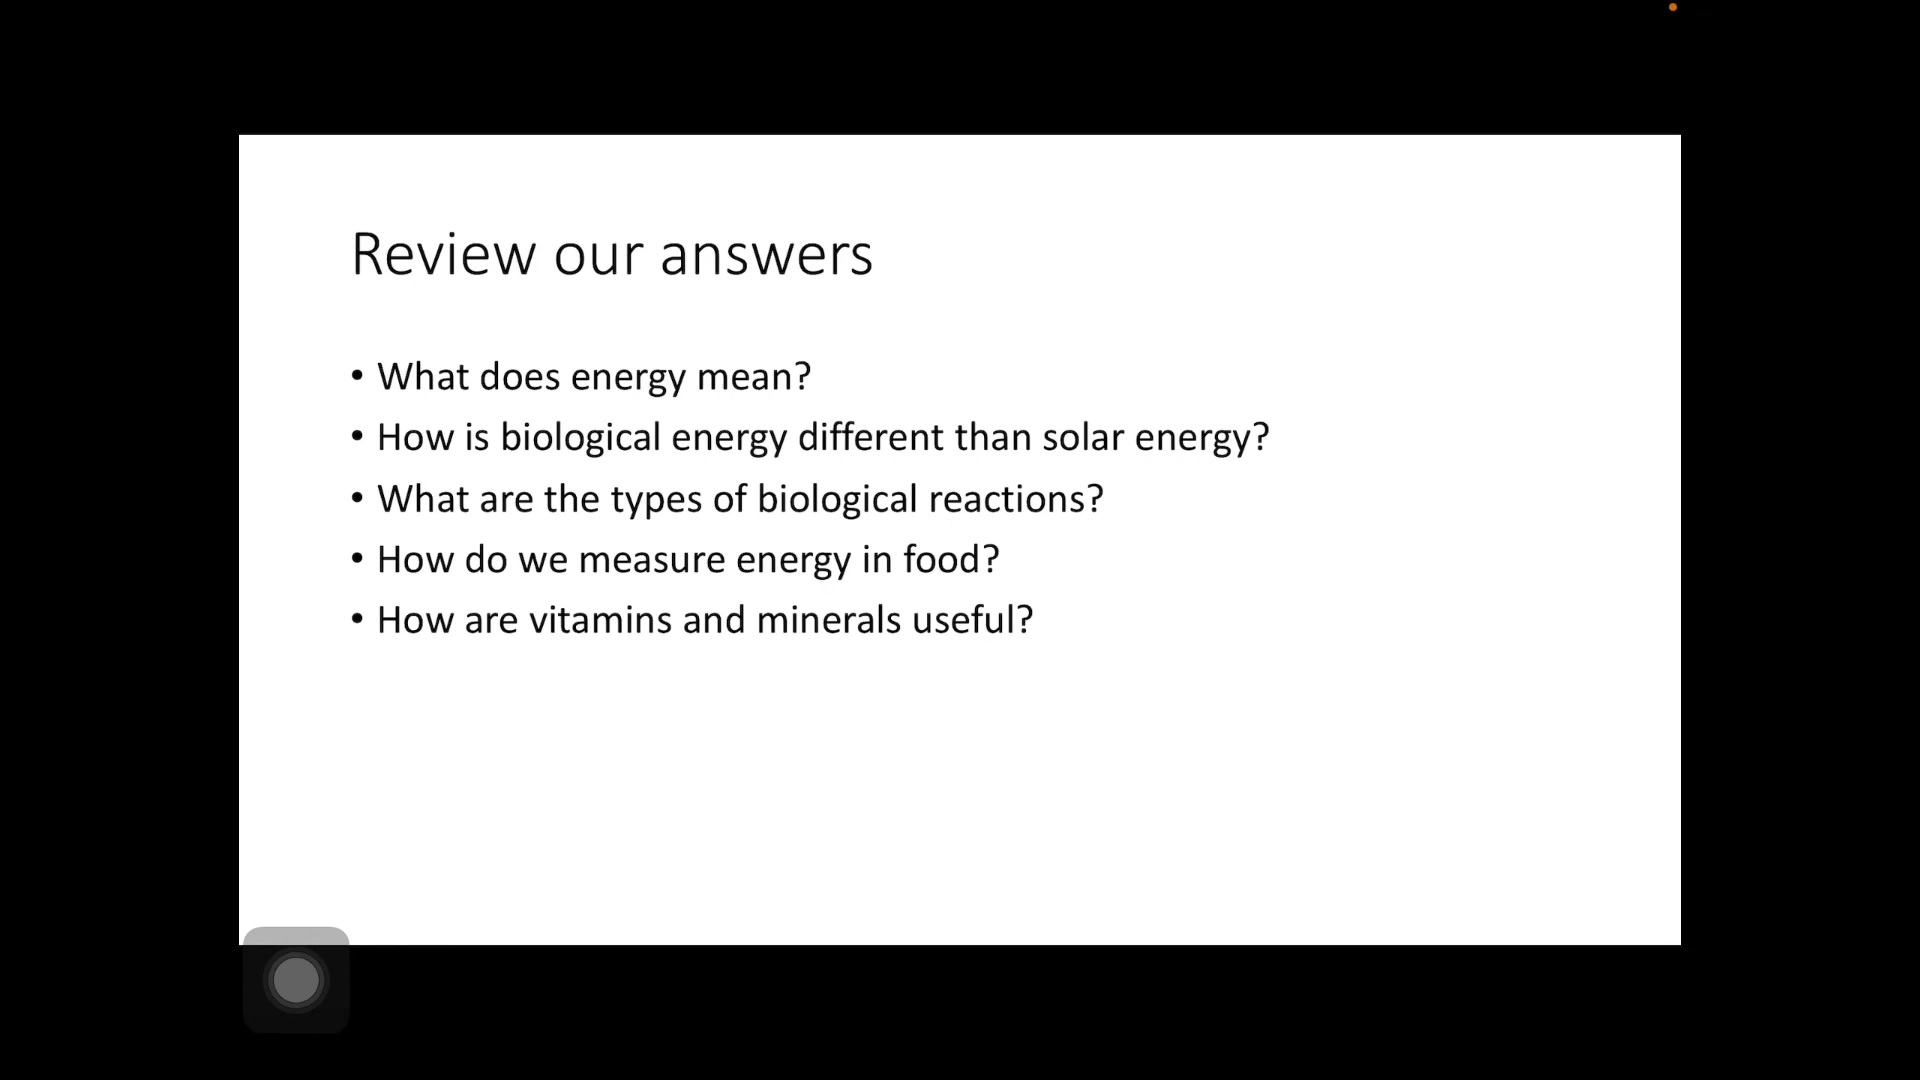 Review our answers
• What does energy mean?
• How is biological energy different than solar energy?
• What are the types of biological reactions?
• How do we measure energy in food?
• How are vitamins and minerals useful?